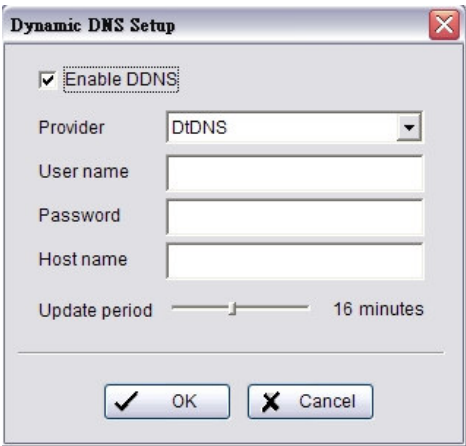 Dynamic DNS Setup
Enable DDNS
Provider DtDNS
User name
Password
Host name
Update period 16 minutes
OK Cancel